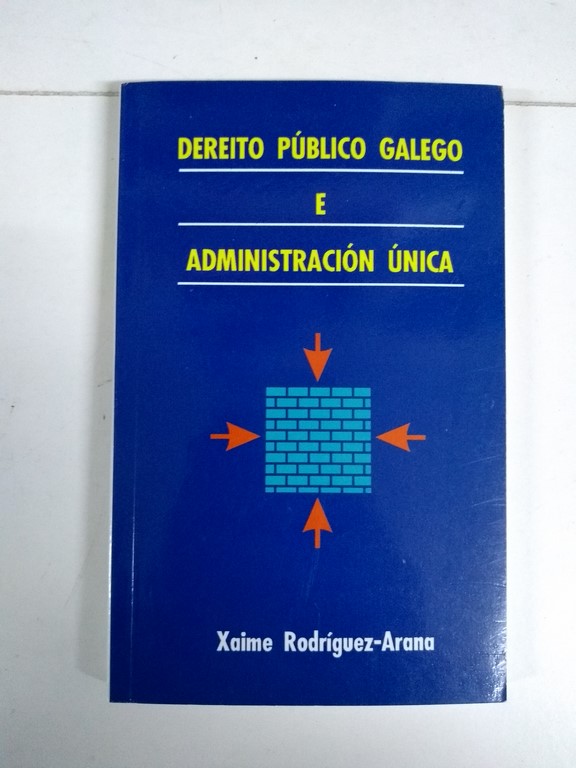 DEREITO PÚBLICO GALEGO
E
ADMINISTRACIÓN ÚNICA
Xaime Rodríguez-Arana